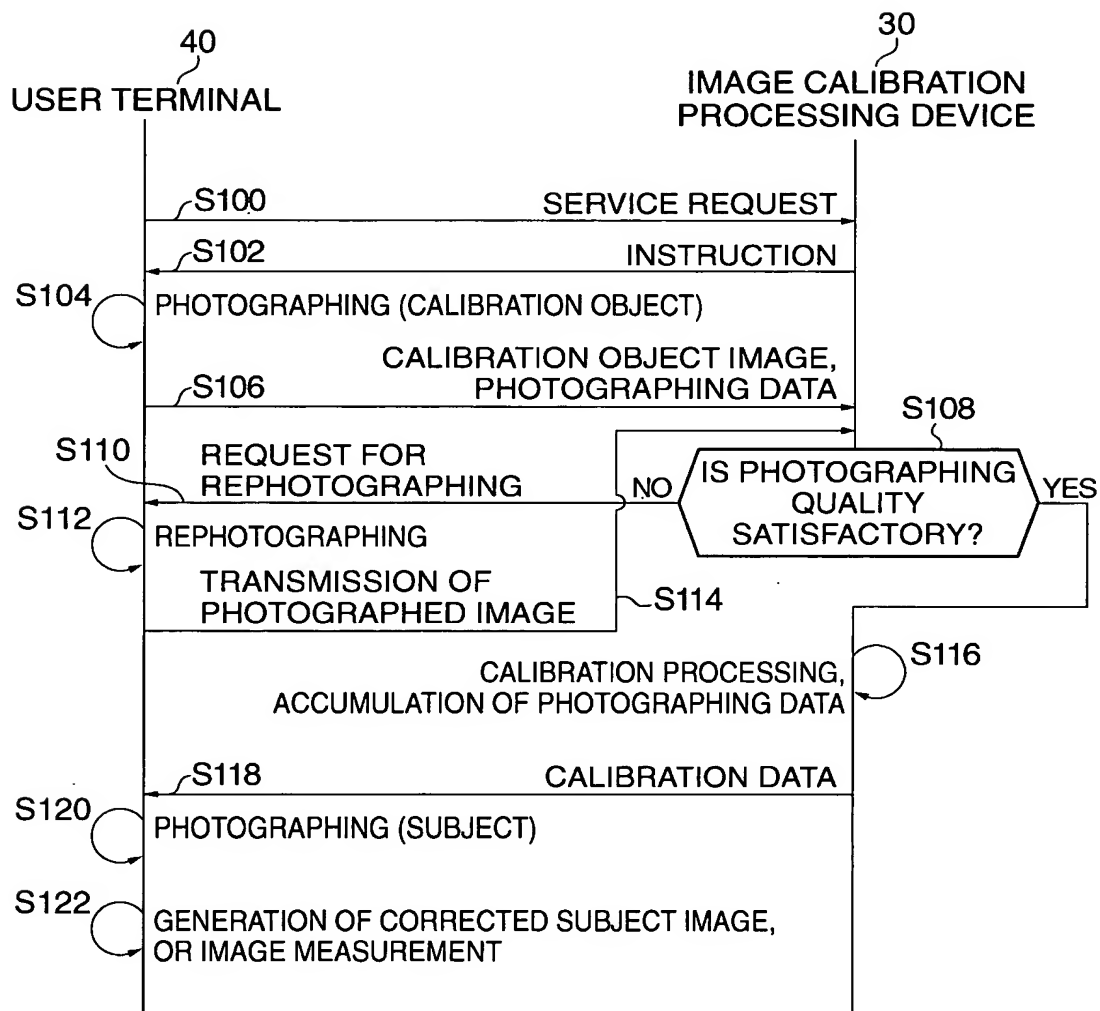 40
30
USER TERMINAL
IMAGE CALIBRATION
PROCESSING DEVICE
S100
SERVICE REQUEST
S102
INSTRUCTION
S104
PHOTOGRAPHING (CALIBRATION OBJECT)
CALIBRATION OBJECT IMAGE,
PHOTOGRAPHING DATA
S106
S108
S110
REQUEST FOR
REPHOTOGRAPHING
NO
IS PHOTOGRAPHING
QUALITY
SATISFACTORY?
YES
S112
REPHOTOGRAPHING
TRANSMISSION OF
PHOTOGRAPHED IMAGE
S114
S116
CALIBRATION PROCESSING,
ACCUMULATION OF PHOTOGRAPHING DATA
S118
CALIBRATION DATA
S120
PHOTOGRAPHING (SUBJECT)
S122
GENERATION OF CORRECTED SUBJECT IMAGE,
OR IMAGE MEASUREMENT